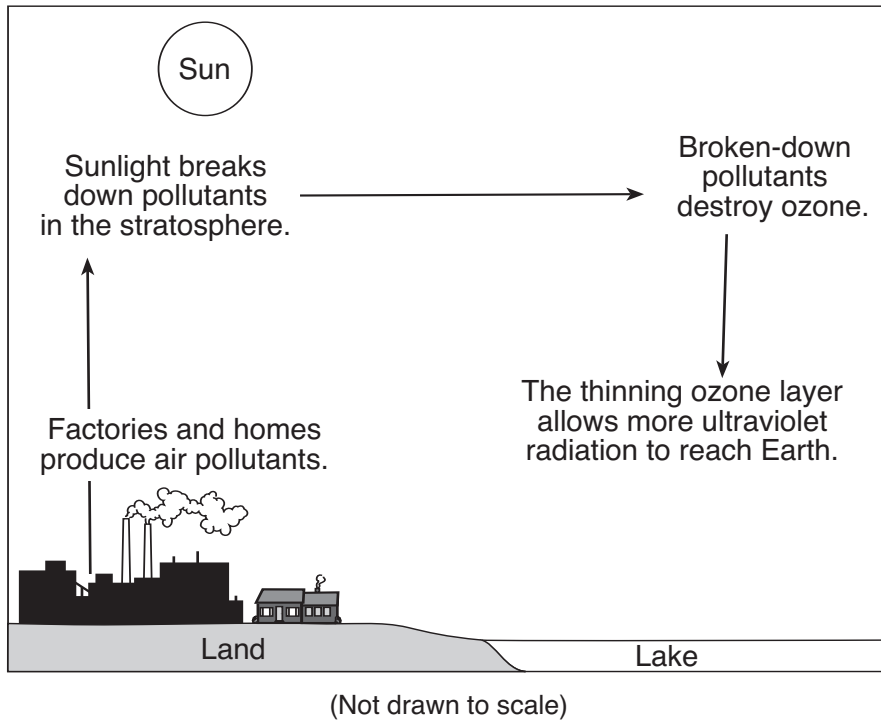 Sun
Sunlight breaks
down pollutants
in the stratosphere.
Broken-down
pollutants
destroy ozone.
The thinning ozone layer
allows more ultraviolet
radiation to reach Earth.
Factories and homes
produce air pollutants.
Land
Lake
(Not drawn to scale)